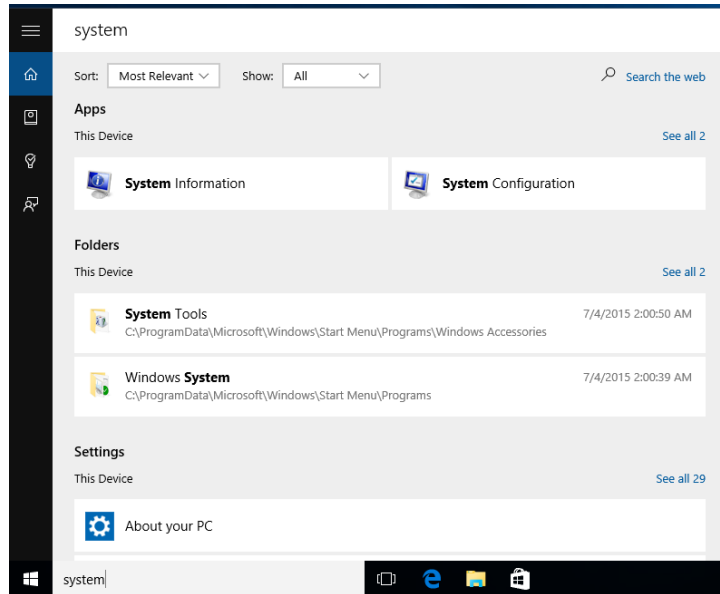 system
Sort: Most Relevant Show: All Search the web
Apps
This Device See all 2
System Information System Configuration
Folders
This Device See all 2
System Tools 7/4/2015 2:00:50 AM
C:\ProgramData\Microsoft\Windows\Start Menu\Programs\Windows Accessories
Windows System 7/4/2015 2:00:39 AM
C:\ProgramData\Microsoft\Windows\Start Menu\Programs
Settings
This Device See all 29
About your PC
system